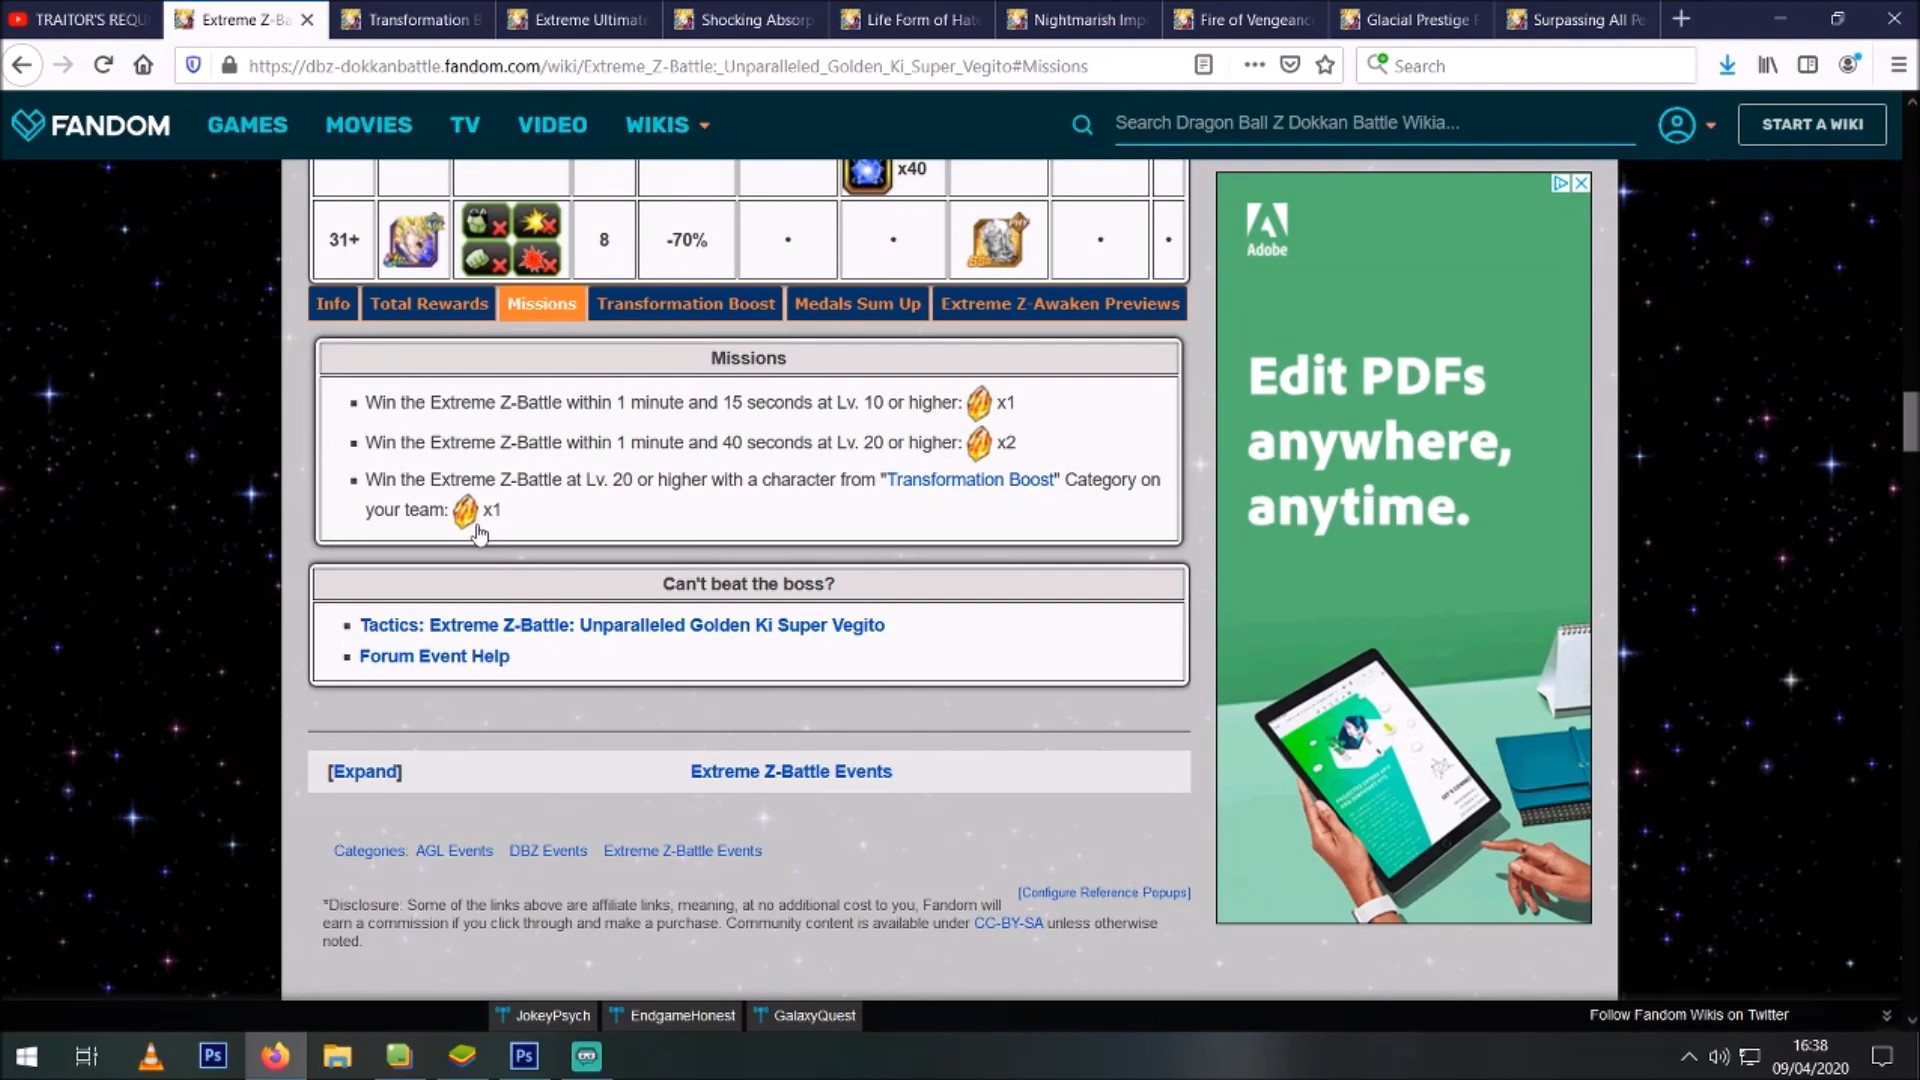 TRAITOR'S REQU
Extreme Z-Ba
Transformation B
Extreme Ultimat
Shocking Absorp
Life Form of Hat
Nightmarish Imp
Fire of Vengeanc
Glacial Prestige F
Surpassing All Pe
https://dbz-dokkanbattle.fandom.com/wiki/Extreme_Z-Battle:_Unparalleled_Golden_Ki_Super_Vegito#Missions
Search
FANDOM
GAMES
MOVIES
TV
VIDEO
WIKIS
Search Dragon Ball Z Dokkan Battle Wikia...
START A WIKI
x40
31+
8
-70%
Info
Total Rewards
Missions
Transformation Boost
Medals Sum Up
Extreme Z-Awaken Previews
Missions
Win the Extreme Z-Battle within 1 minute and 15 seconds at Lv. 10 or higher: x1
Win the Extreme Z-Battle within 1 minute and 40 seconds at Lv. 20 or higher: x2
Win the Extreme Z-Battle at Lv. 20 or higher with a character from "Transformation Boost" Category on
your team: x1
Can't beat the boss?
Tactics: Extreme Z-Battle: Unparalleled Golden Ki Super Vegito
Forum Event Help
[Expand]
Extreme Z-Battle Events
Categories: AGL Events DBZ Events Extreme Z-Battle Events
[Configure Reference Popups]
*Disclosure: Some of the links above are affiliate links, meaning, at no additional cost to you, Fandom will
earn a commission if you click through and make a purchase. Community content is available under CC-BY-SA unless otherwise
noted.
Adobe
Edit PDFs
anywhere,
anytime.
JokeyPsych
EndgameHonest
GalaxyQuest
Follow Fandom Wikis on Twitter
Ps
Ps
16:38
09/04/2020